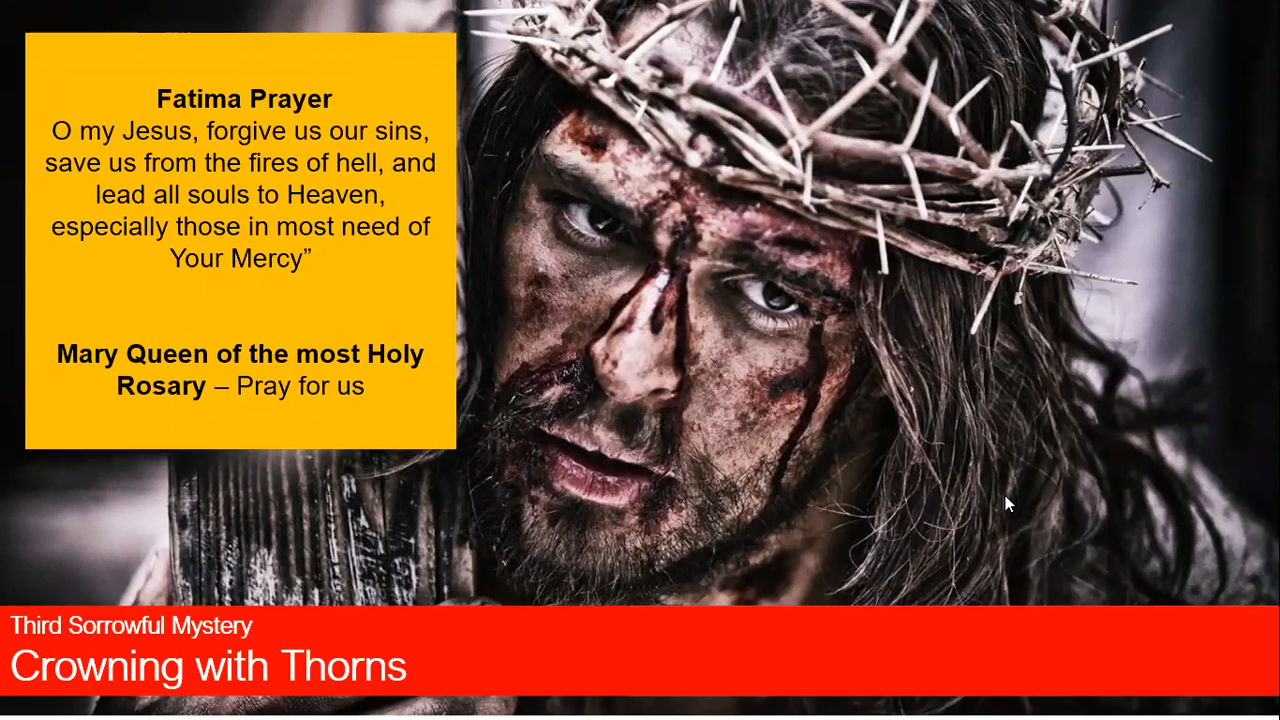 Fatima Prayer
O my Jesus, forgive us our sins,
save us from the fires of hell, and
lead all souls to Heaven,
especially those in most need of
Your Mercy”
Mary Queen of the most Holy
Rosary – Pray for us
Third Sorrowful Mystery
Crowning with Thorns